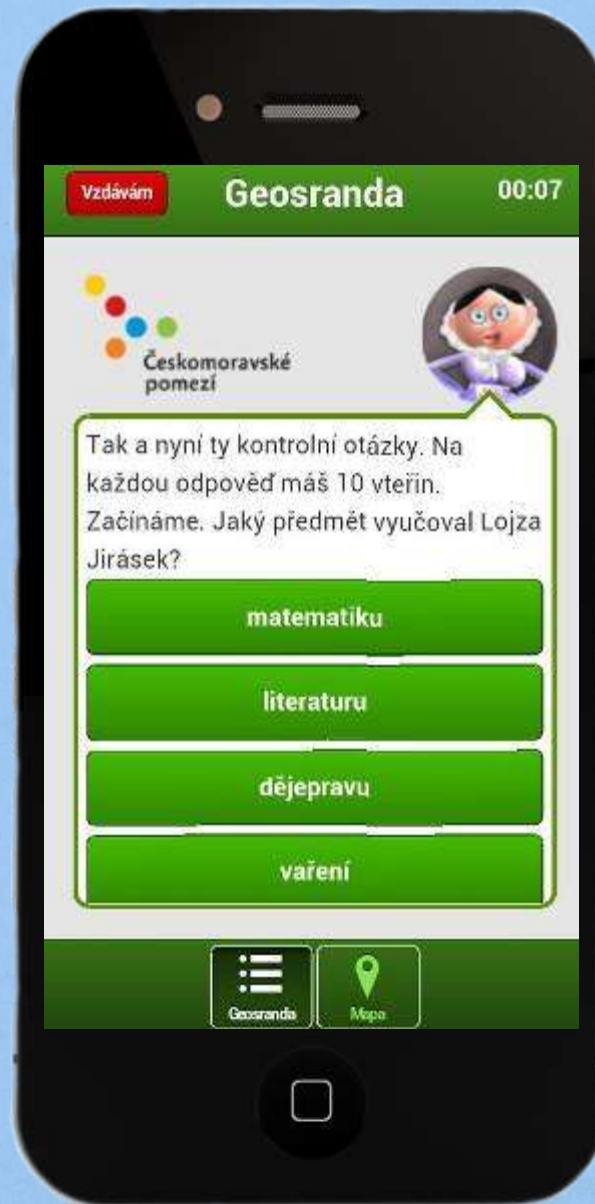 Vzdávám
Geosranda
00:07
Českomoravské
pomezí
Tak a nyní ty kontrolní otázky. Na
každou odpověď máš 10 vteřin.
Začínáme. Jaký předmět vyučoval Lojza
Jirásek?
matematiku
literaturu
dějepravu
vaření
Geosranda
Mapa